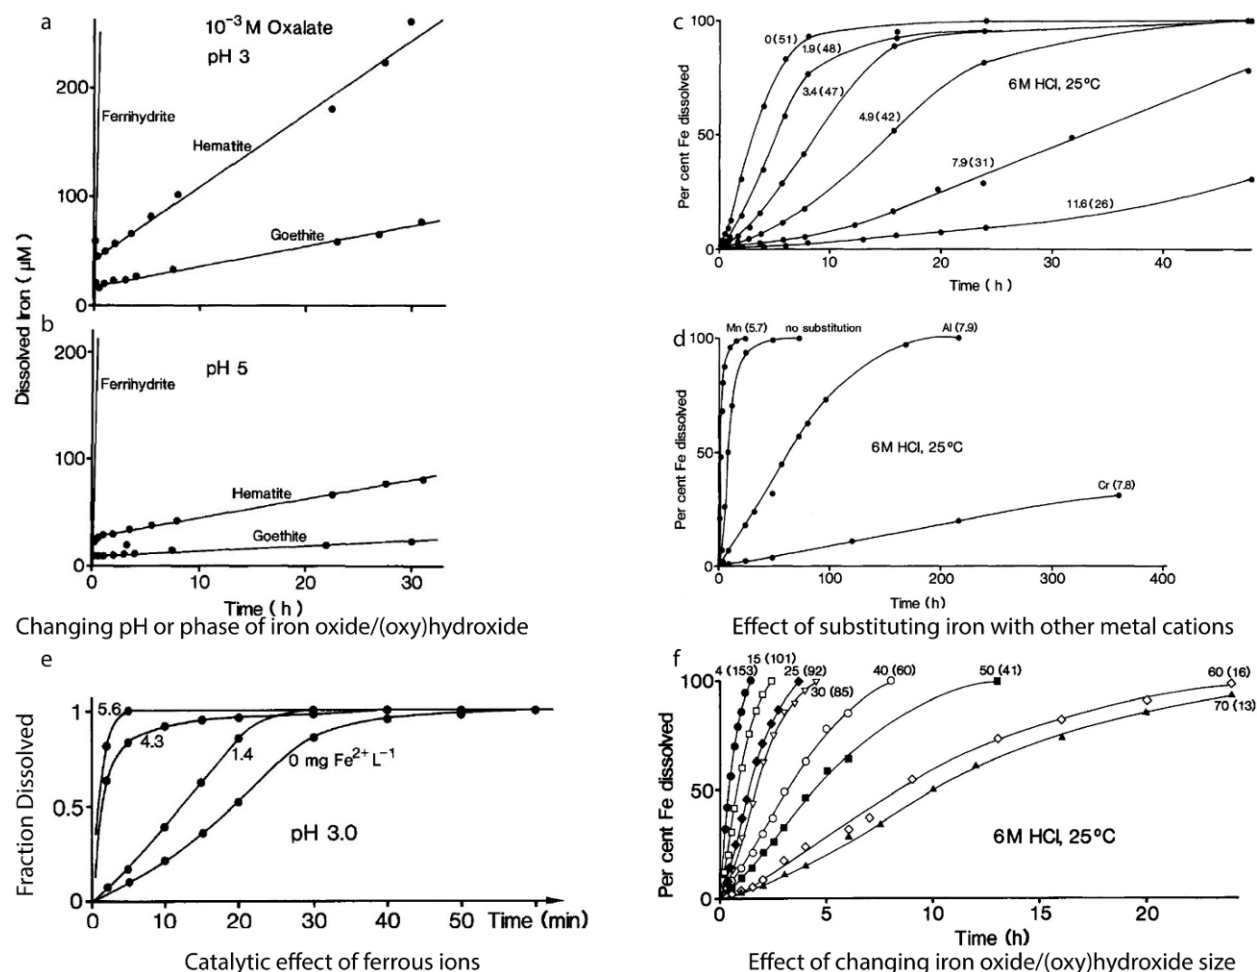 a
10⁻³ M Oxalate
pH 3
200
Ferrihydrite
Hematite
100
Goethite
0
Dissolved Iron (µM)
b
200
pH 5
Ferrihydrite
100
Hematite
Goethite
0
0 10 20 30
Time (h)
Changing pH or phase of iron oxide/(oxy)hydroxide
c
100
0 (51)
1.9 (48)
3.4 (47)
4.9 (42)
6M HCl, 25°C
50
7.9 (31)
11.6 (26)
0
Per cent Fe dissolved
0 10 20 40
Time (h)
d
Mn (5.7) no substitution Al (7.9)
100
6M HCl, 25°C
50
Cr (7.8)
0
Per cent Fe dissolved
0 100 200 300 400
Time (h)
Effect of substituting iron with other metal cations
e
1
5.6
4.3
1.4
0 mg Fe²⁺ L⁻¹
0.5
pH 3.0
0
Fraction Dissolved
0 10 20 30 40 50 Time (min)
Catalytic effect of ferrous ions
f
15 (101) 40 (60) 50 (41) 60 (16)
4 (153) 25 (92)
30 (85)
100
70 (13)
50
6M HCl, 25°C
0
Per cent Fe dissolved
5 10 15 20
Time (h)
Effect of changing iron oxide/(oxy)hydroxide size